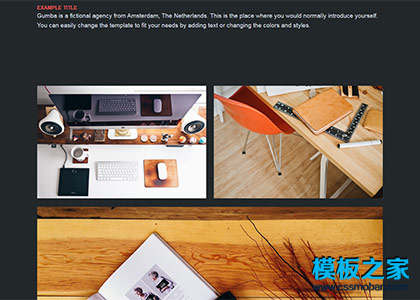 EXAMPLE TITLE
Gumba is a fictional agency from Amsterdam, The Netherlands. This is the place where you would normally introduce yourself.
You can easily change the template to fit your needs by adding text or changing the colors and styles.
模板之家
www.cssmoban.com